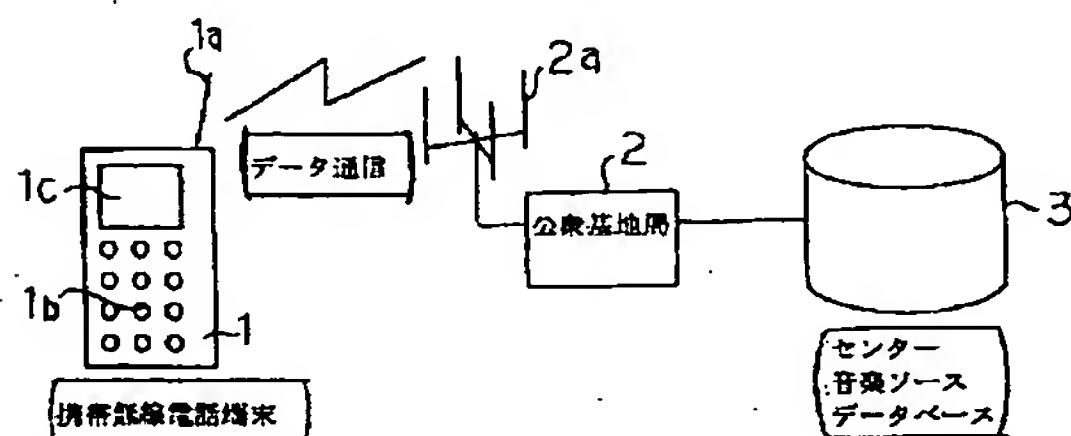 1a
2a
データ通信
1c
2
公衆基地局
3
1b
1
センター
音楽ソース
データベース
携帯無線電話端末